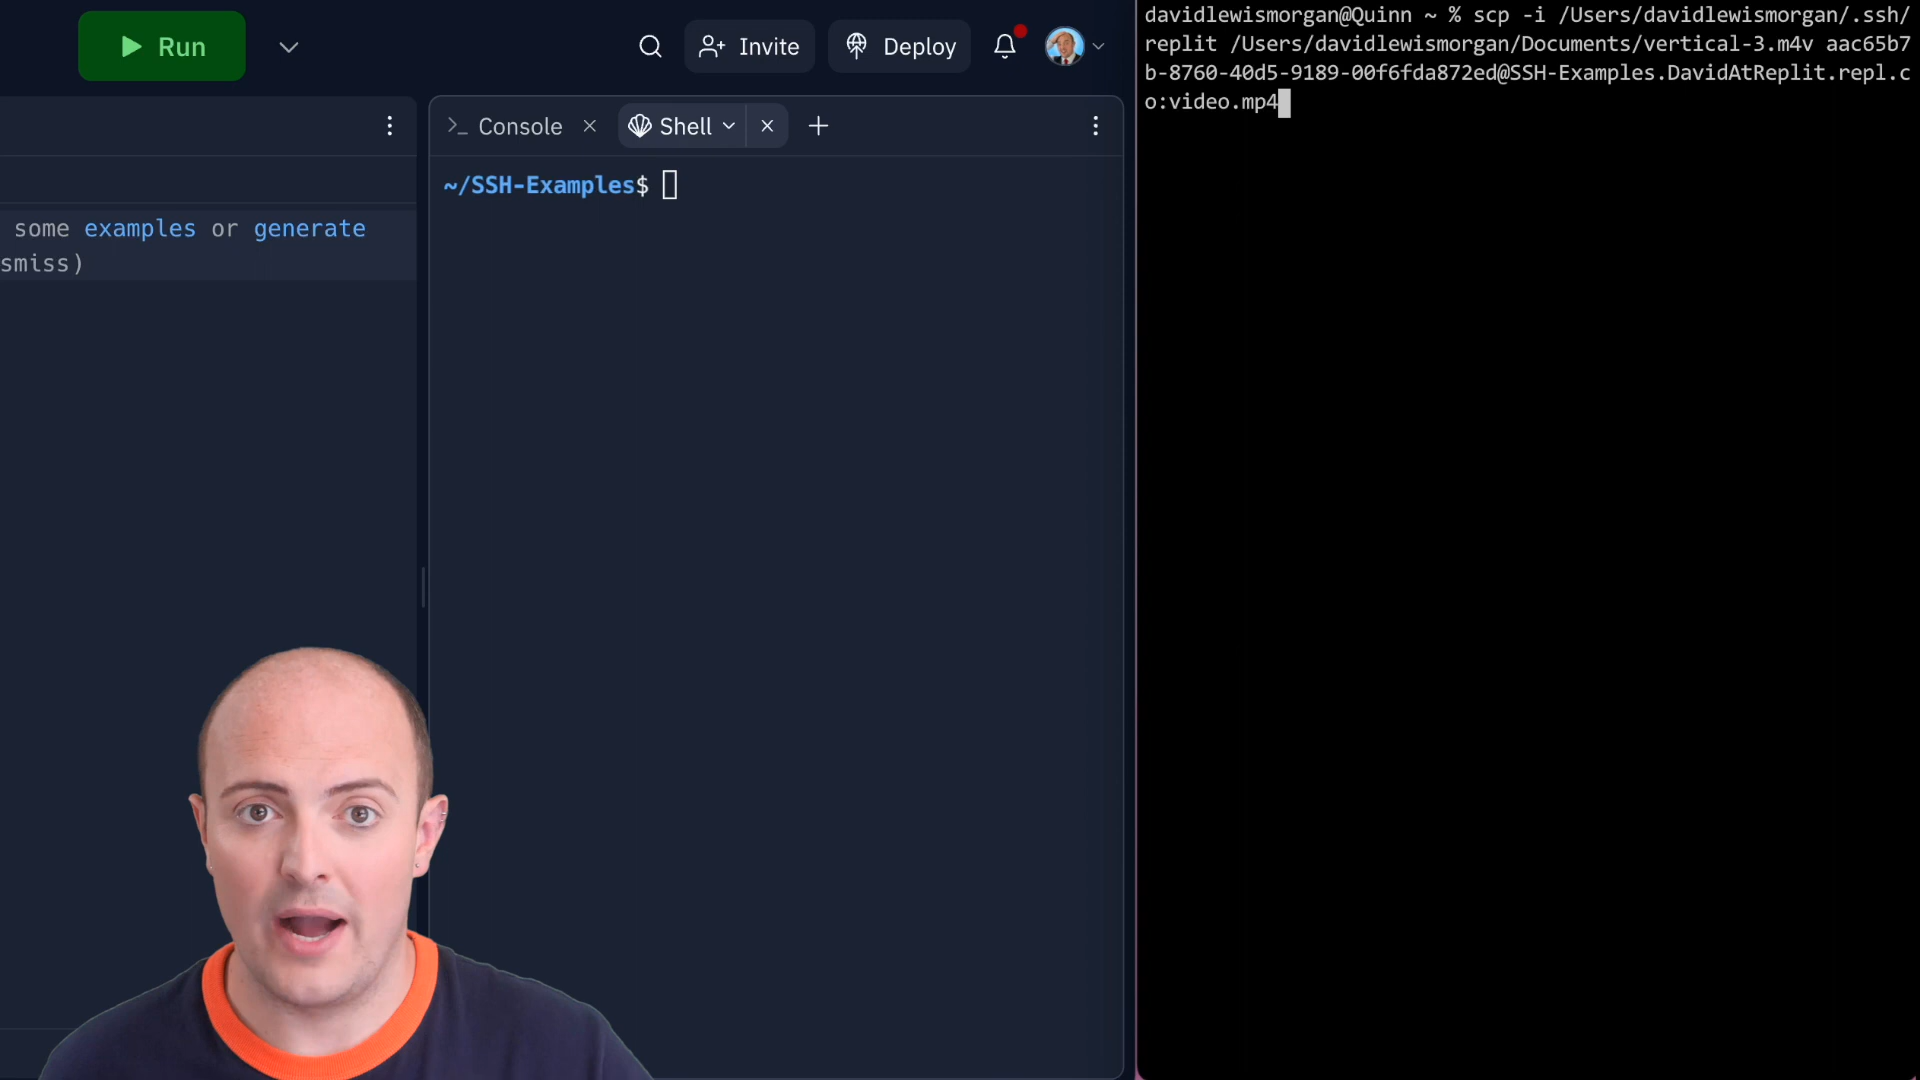 Run
Invite
Deploy
Console
Shell
~/SSH-Examples$
some examples or generate
smiss)
davidlewismorgan@Quinn ~ % scp -i /Users/davidlewismorgan/.ssh/
replit /Users/davidlewismorgan/Documents/vertical-3.m4v aac65b7
b-8760-40d5-9189-00f6fda872ed@SSH-Examples.DavidAtReplit.repl.c
o:video.mp4